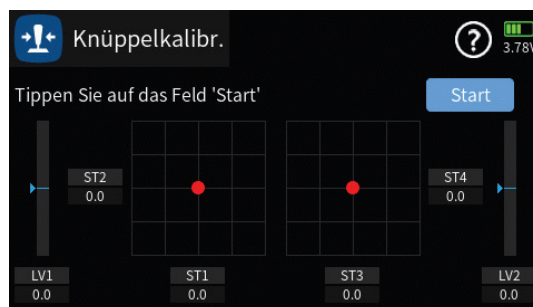 Knüppelkalibr.
?
3.78V
Tippen Sie auf das Feld 'Start'
Start
ST2
0.0
ST4
0.0
LV1
0.0
ST1
0.0
ST3
0.0
LV2
0.0